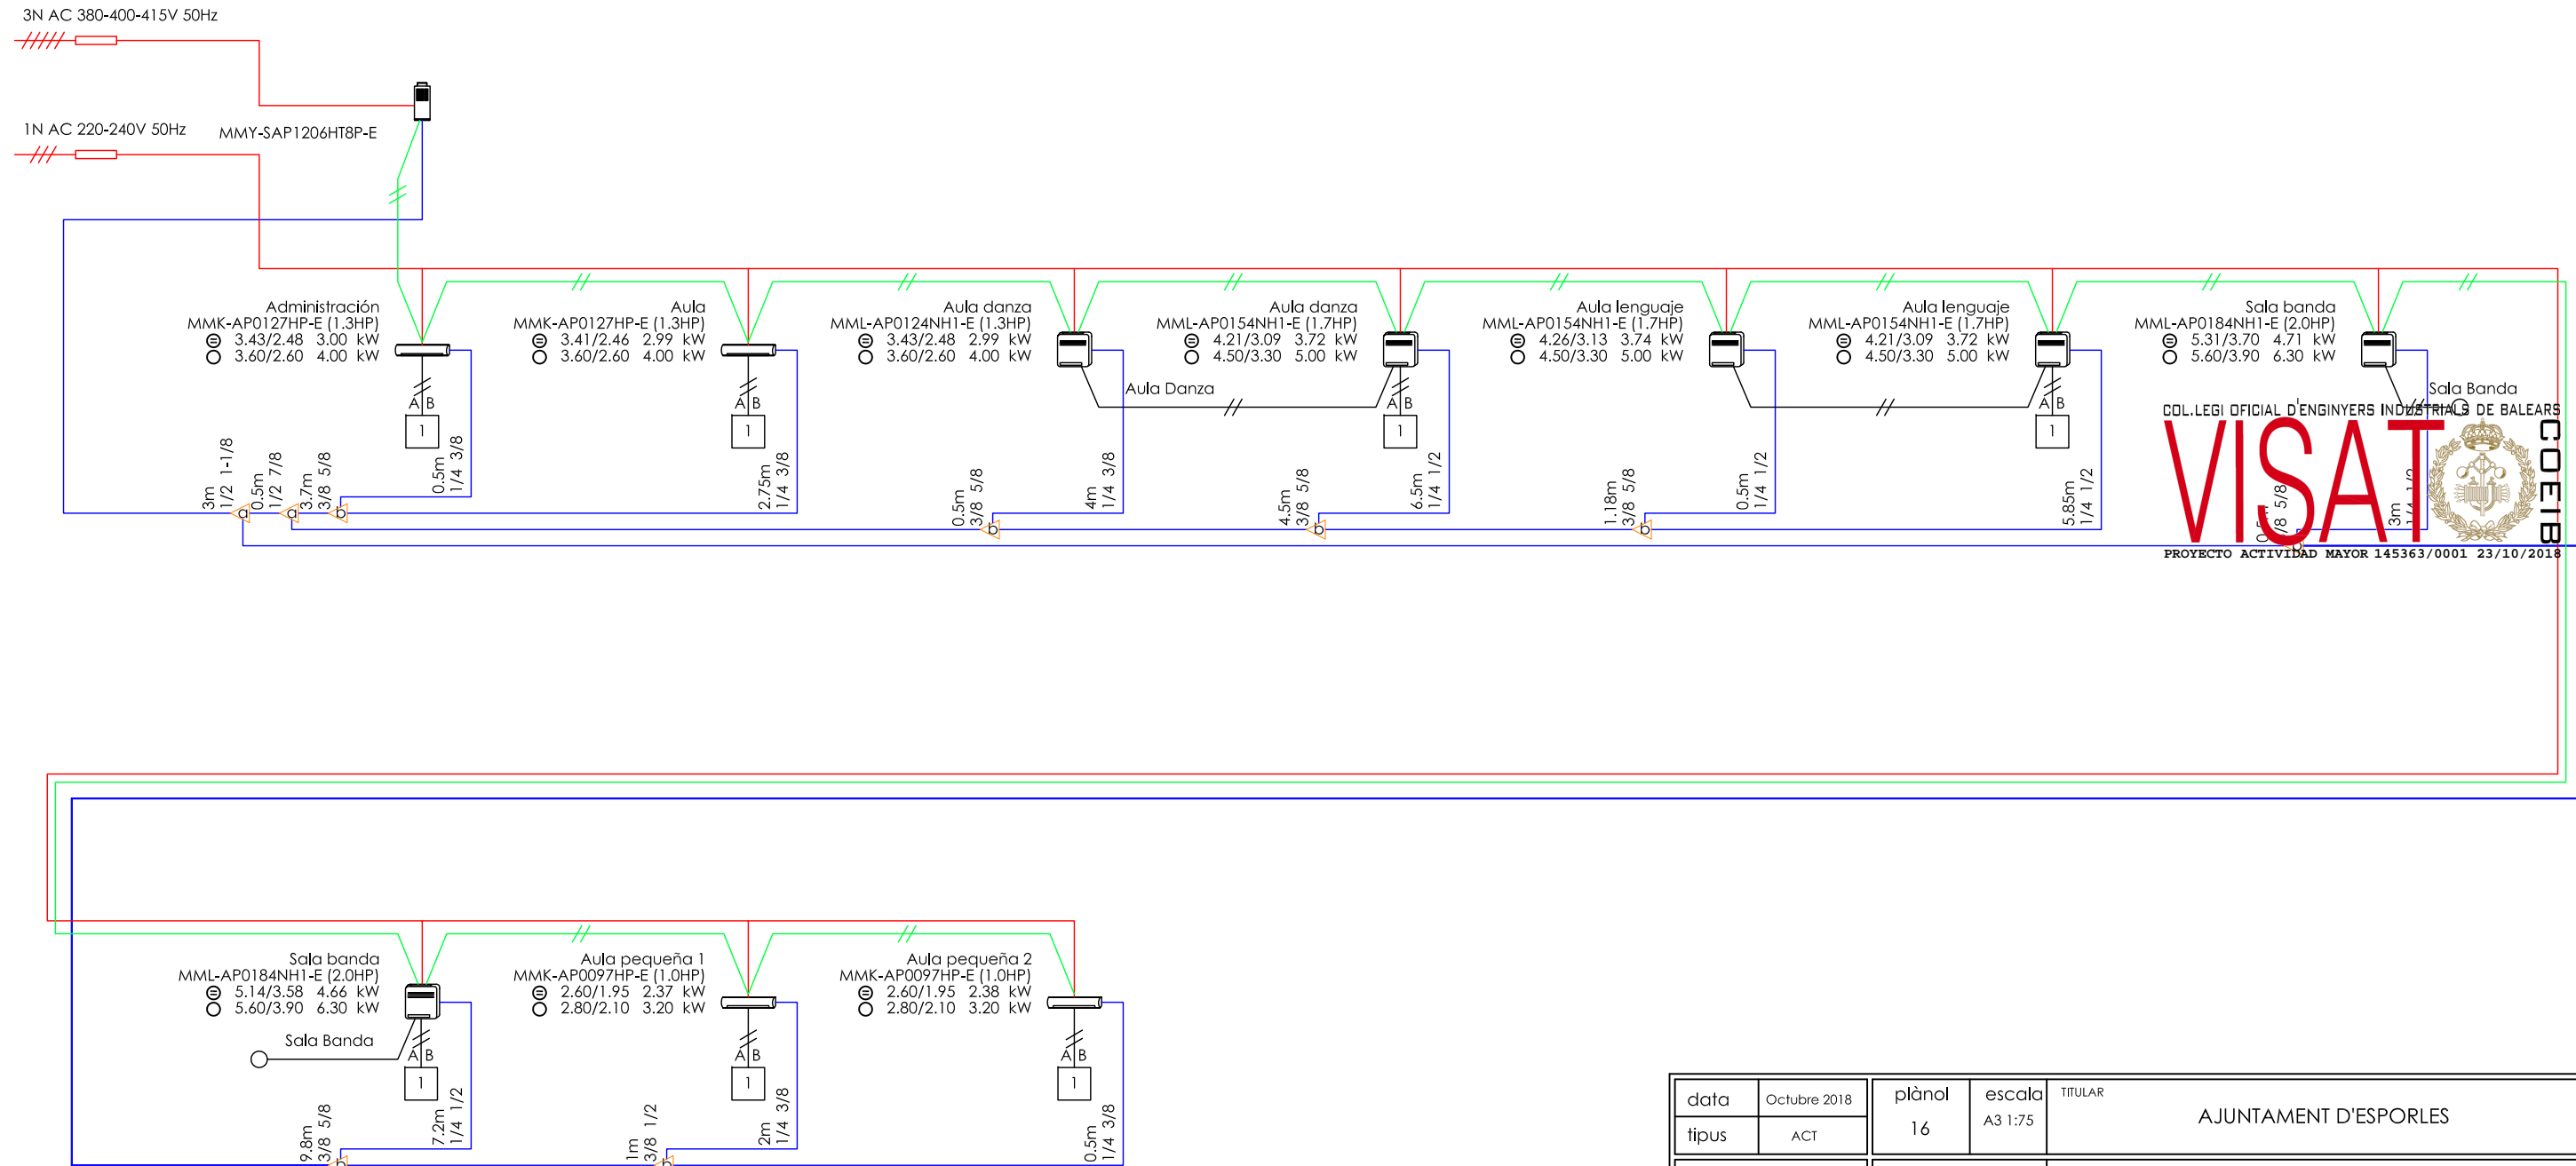 3N AC 380-400-415V 50Hz
1N AC 220-240V 50Hz
MMY-SAP1206HT8P-E
Administración
MMK-AP0127HP-E (1.3HP)
3.43/2.48 3.00 kW
3.60/2.60 4.00 kW
A B
1
Aula
MMK-AP0127HP-E (1.3HP)
3.41/2.46 2.99 kW
3.60/2.60 4.00 kW
A B
1
Aula danza
MML-AP0124NH1-E (1.3HP)
3.43/2.48 2.99 kW
3.60/2.60 4.00 kW
Aula Danza
Aula danza
MML-AP0154NH1-E (1.7HP)
4.21/3.09 3.72 kW
4.50/3.30 5.00 kW
A B
1
Aula lenguaje
MML-AP0154NH1-E (1.7HP)
4.26/3.13 3.74 kW
4.50/3.30 5.00 kW
Aula lenguaje
MML-AP0154NH1-E (1.7HP)
4.21/3.09 3.72 kW
4.50/3.30 5.00 kW
A B
1
Sala banda
MML-AP0184NH1-E (2.0HP)
5.31/3.70 4.71 kW
5.60/3.90 6.30 kW
Sala Banda
3m
1/2 1-1/8
a
0.5m
1/2 7/8
a
3.7m
3/8 5/8
b
0.5m
1/4 3/8
2.75m
1/4 3/8
0.5m
3/8 5/8
b
4m
1/4 3/8
4.5m
3/8 5/8
b
6.5m
1/4 1/2
1.18m
3/8 5/8
b
0.5m
1/4 1/2
5.85m
1/4 1/2
3/8 5/8
b
3m
1/4 1/2
COL.LEGI OFICIAL D'ENGINYERS INDUSTRIALS DE BALEARS
VISAT
COEIB
PROYECTO ACTIVIDAD MAYOR 145363/0001 23/10/2018
Sala banda
MML-AP0184NH1-E (2.0HP)
5.14/3.58 4.66 kW
5.60/3.90 6.30 kW
Sala Banda
A B
1
Aula pequeña 1
MMK-AP0097HP-E (1.0HP)
2.60/1.95 2.37 kW
2.80/2.10 3.20 kW
A B
1
Aula pequeña 2
MMK-AP0097HP-E (1.0HP)
2.60/1.95 2.38 kW
2.80/2.10 3.20 kW
A B
1
9.8m
3/8 5/8
b
7.2m
1/4 1/2
1m
3/8 1/2
b
2m
1/4 3/8
0.5m
1/4 3/8
data
Octubre 2018
tipus
ACT
plànol
16
escala
A3 1:75
TITULAR
AJUNTAMENT D'ESPORLES